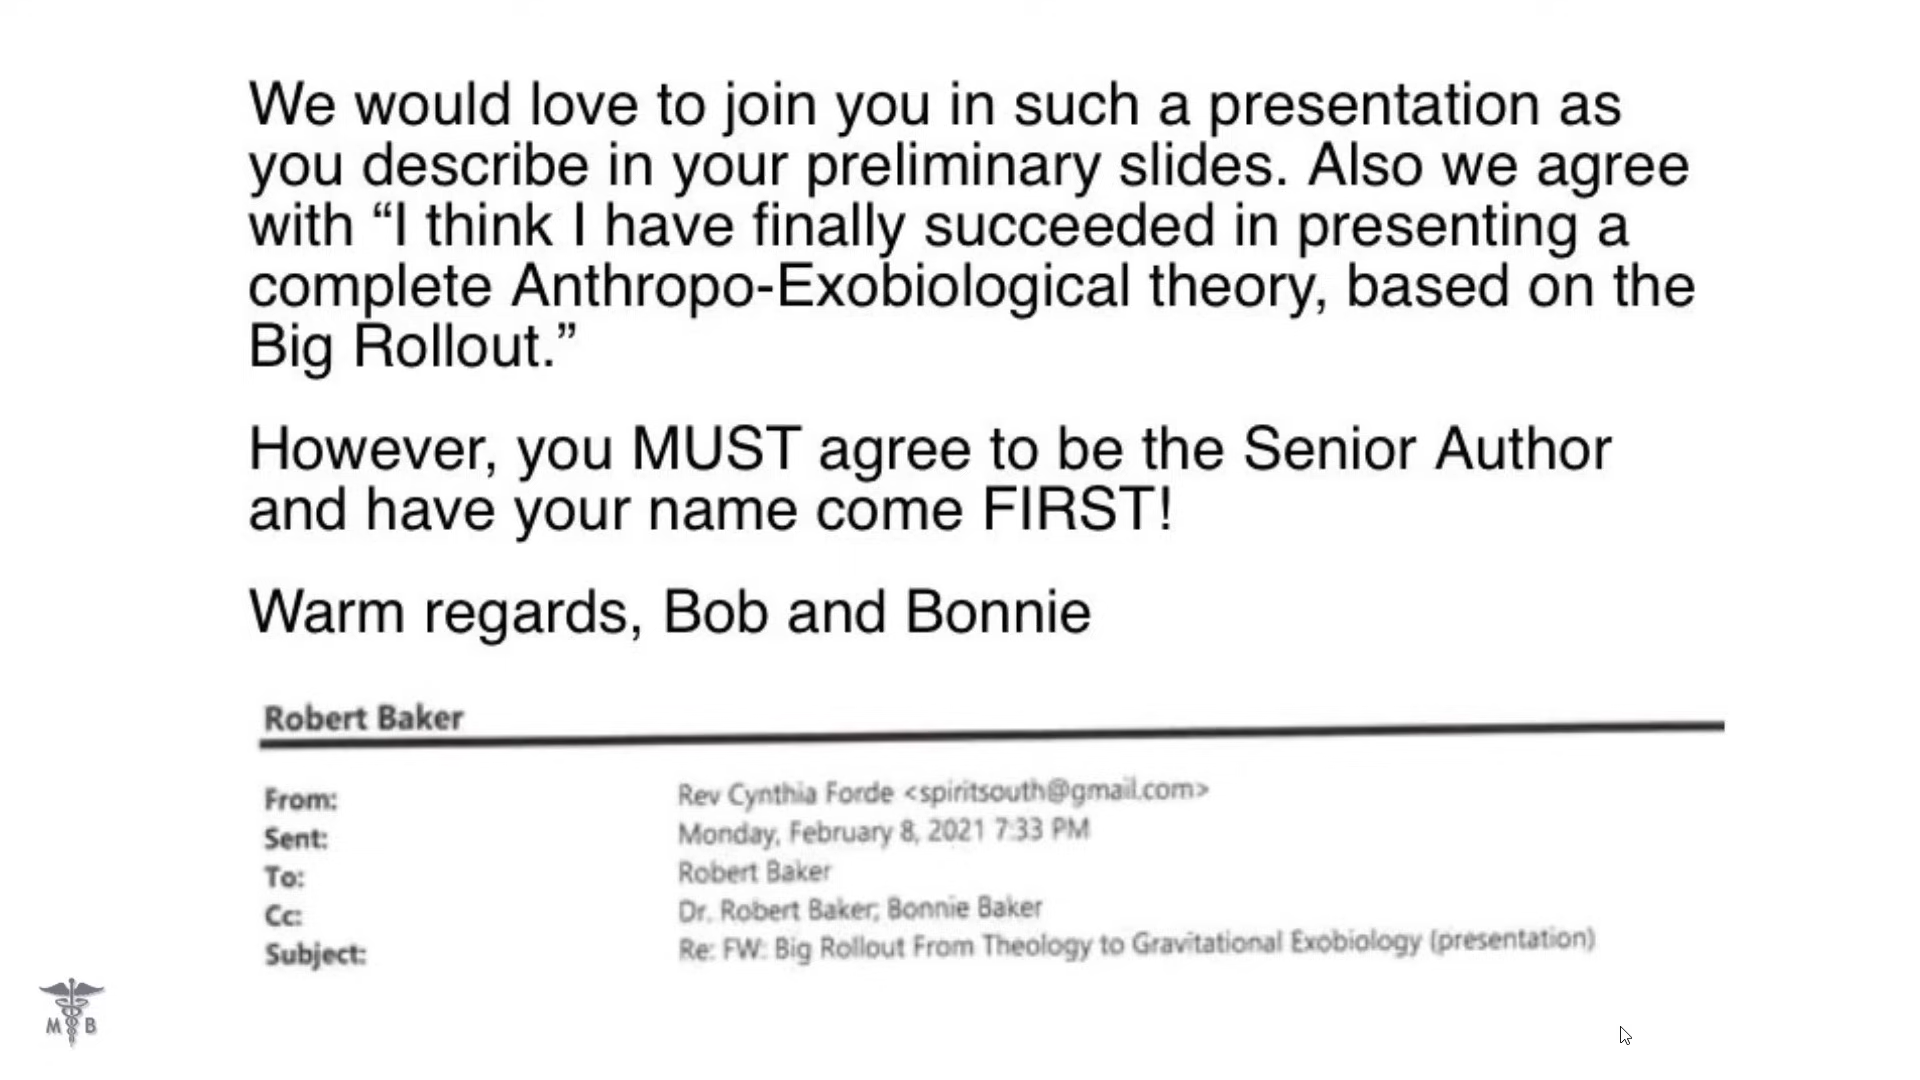 We would love to join you in such a presentation as
you describe in your preliminary slides. Also we agree
with “I think I have finally succeeded in presenting a
complete Anthropo-Exobiological theory, based on the
Big Rollout.”
However, you MUST agree to be the Senior Author
and have your name come FIRST!
Warm regards, Bob and Bonnie
Robert Baker
From: Rev Cynthia Forde <spiritsouth@gmail.com>
Sent: Monday, February 8, 2021 7:33 PM
To: Robert Baker
Cc: Dr. Robert Baker; Bonnie Baker
Subject: Re: FW: Big Rollout From Theology to Gravitational Exobiology (presentation)
M B